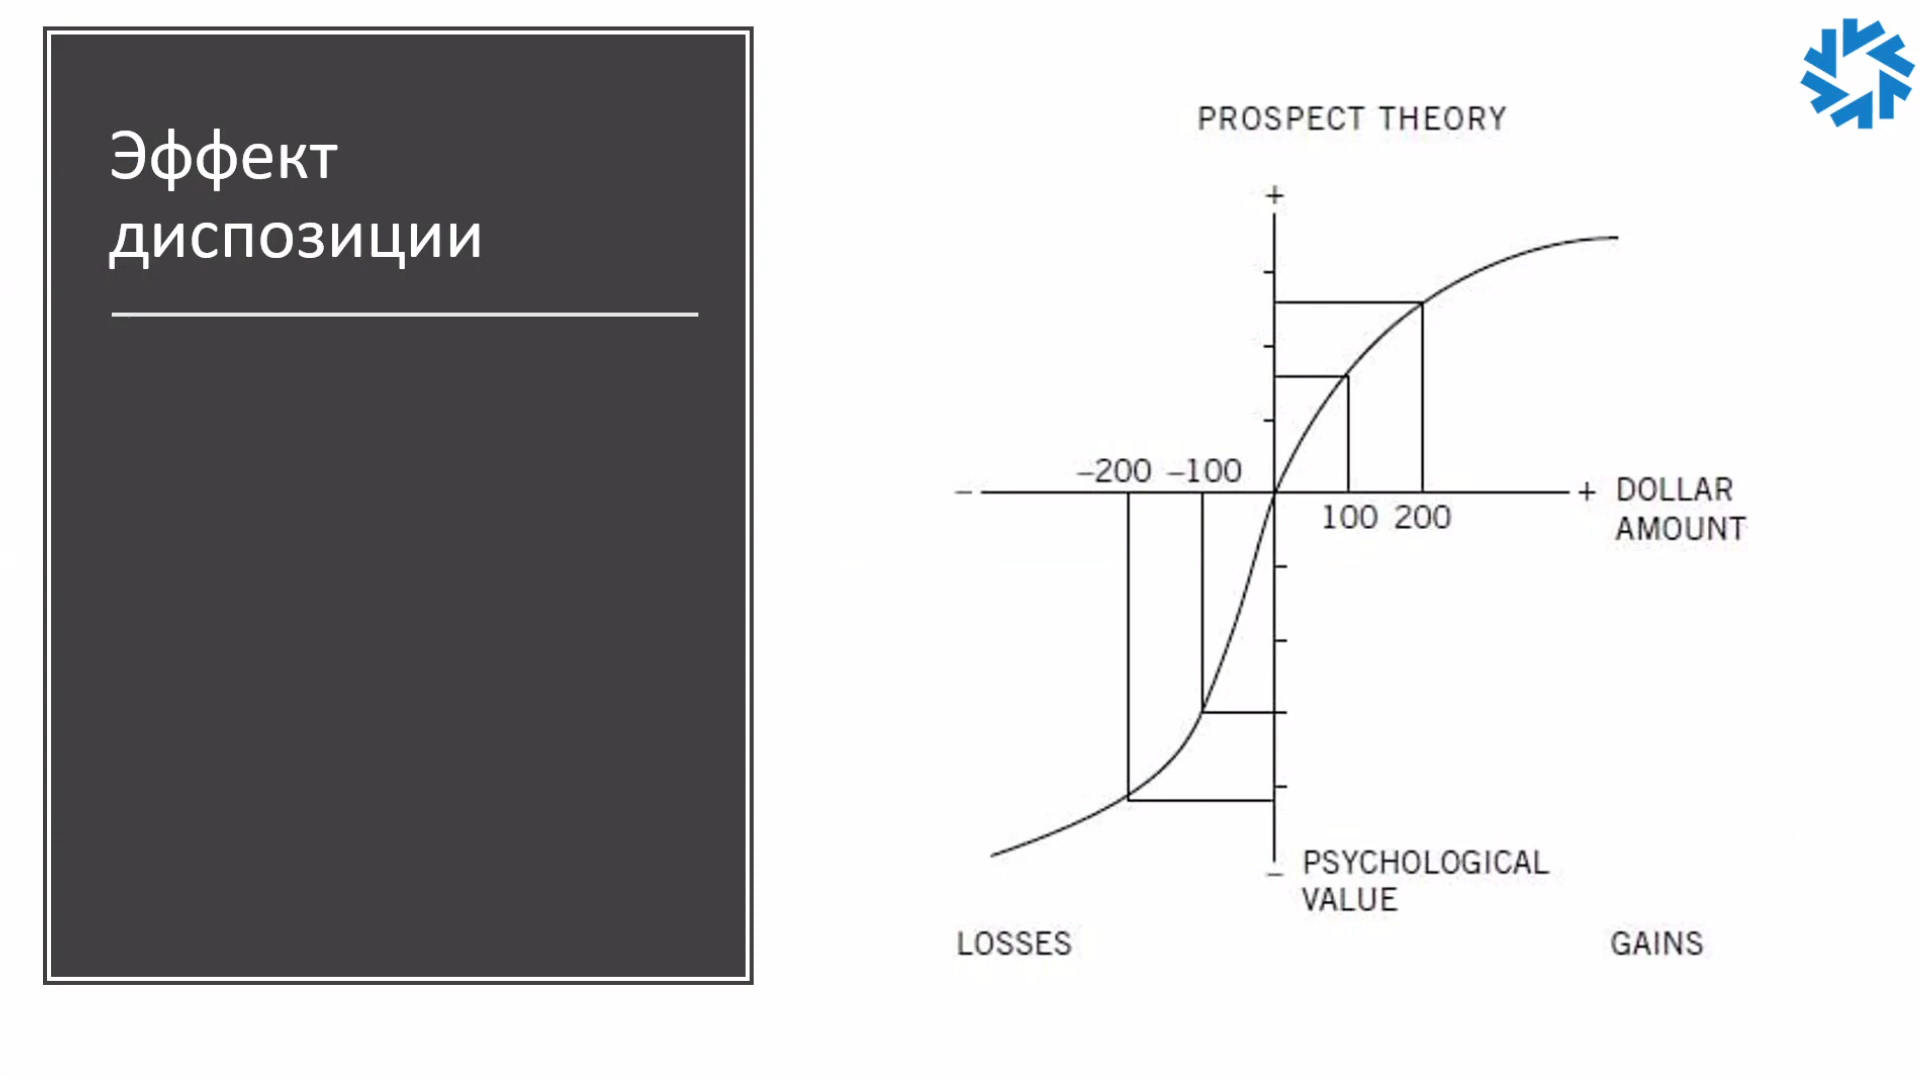 Эффект
диспозиции
PROSPECT THEORY
+
–200 –100
–
+ DOLLAR
AMOUNT
100 200
– PSYCHOLOGICAL
VALUE
LOSSES
GAINS